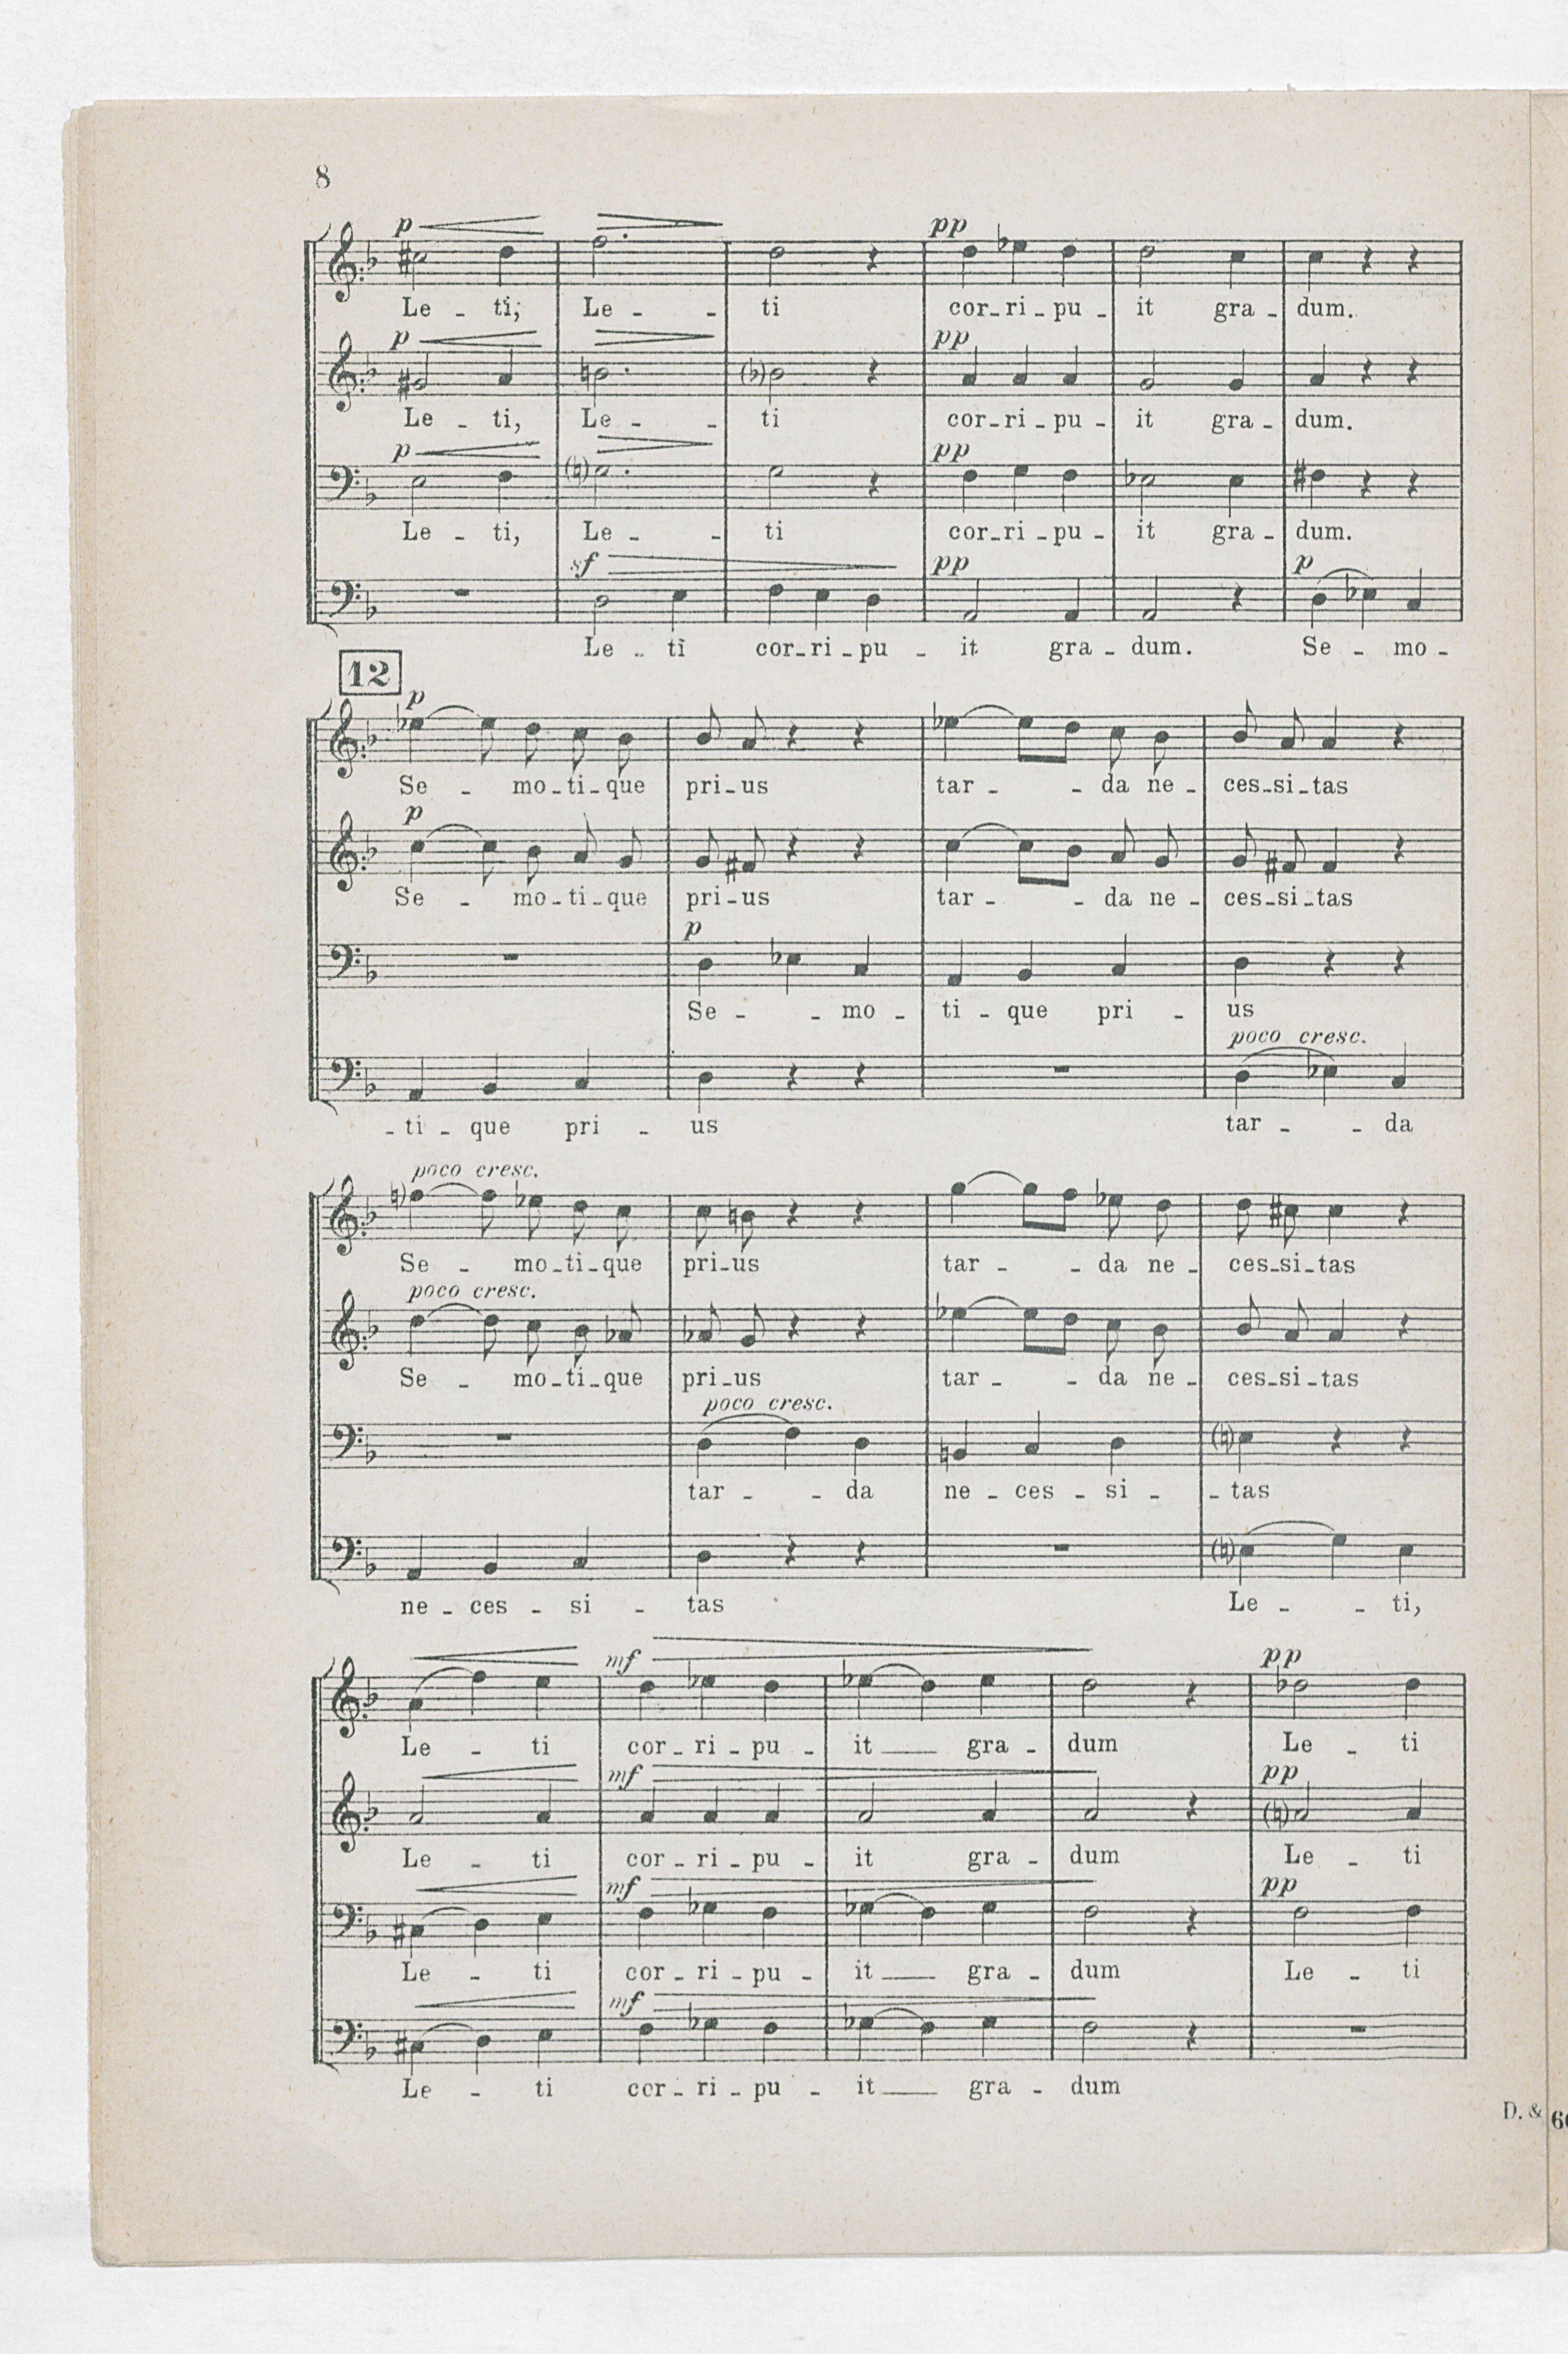 8
p
Le - ti, Le - - ti
pp
cor-ri-pu - it gra - dum.
p
Le - ti, Le - - ti
pp
cor-ri-pu - it gra - dum.
p
Le - ti, Le - - ti
pp
cor-ri-pu - it gra - dum.
sf pp p
Le - ti cor-ri-pu - it gra - dum. Se - mo -
12
p
Se - mo-ti-que pri-us tar - - da ne - ces-si-tas
p
Se - mo-ti-que pri-us tar - - da ne - ces-si-tas
p
Se - - mo - ti - que pri - us
poco cresc.
- ti - que pri - us tar - - da
poco cresc.
Se - mo-ti-que pri-us tar - - da ne - ces-si-tas
poco cresc.
Se - mo-ti-que pri-us tar - - da ne - ces-si-tas
poco cresc.
tar - - da ne - ces - si - - tas
ne - ces - si - tas Le - - ti,
mf pp
Le - ti cor - ri - pu - it gra - dum Le - ti
mf pp
Le - ti cor - ri - pu - it gra - dum Le - ti
mf pp
Le - ti cor - ri - pu - it gra - dum Le - ti
mf
Le - ti cor - ri - pu - it gra - dum
D. &